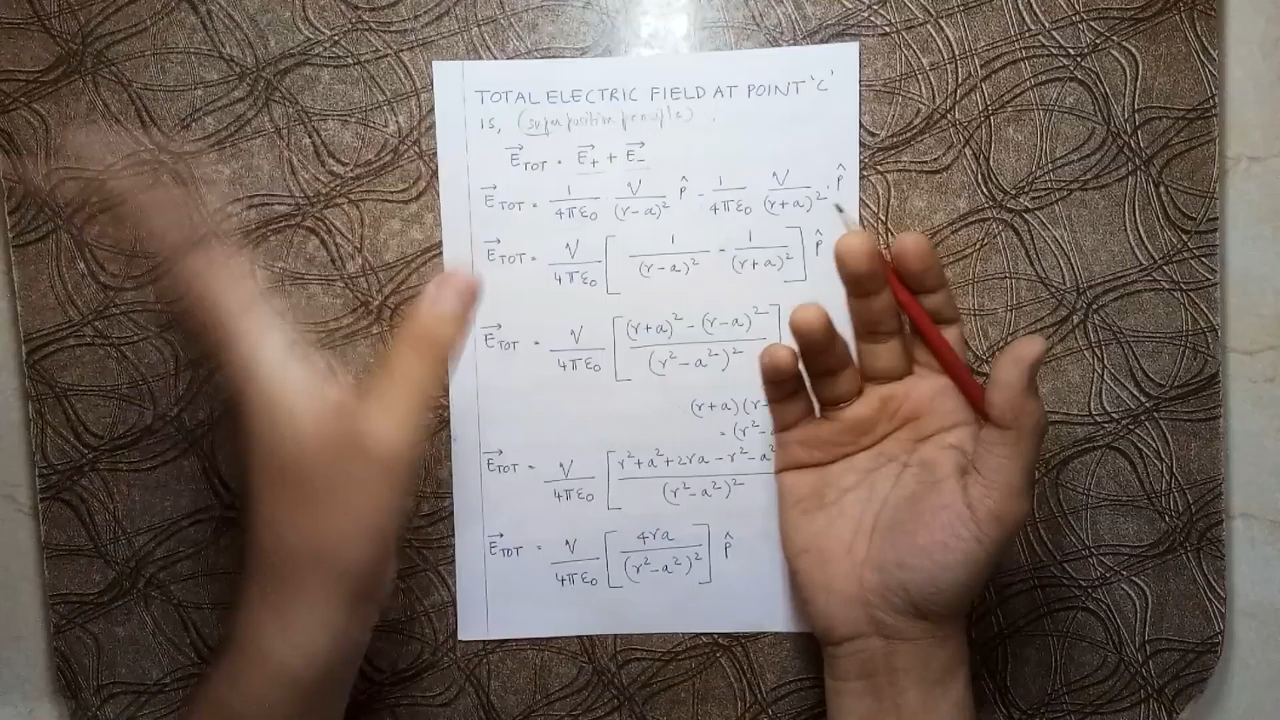 TOTAL ELECTRIC FIELD AT POINT 'C'
IS, (superposition principle).
E⃗TOT = E⃗₊ + E⃗₋
E⃗TOT = 1/4πε₀ · q/(r-a)² p̂ - 1/4πε₀ q/(r+a)² · p̂
E⃗TOT = q/4πε₀ [1/(r-a)² - 1/(r+a)²] p̂
E⃗TOT = q/4πε₀ [(r+a)² - (r-a)² / (r²-a²)²]
(r+a)(r-
= (r²-a
E⃗TOT = q/4πε₀ [r²+a²+2ra-r²-a² / (r²-a²)²
E⃗TOT = q/4πε₀ [4ra/(r²-a²)²] p̂